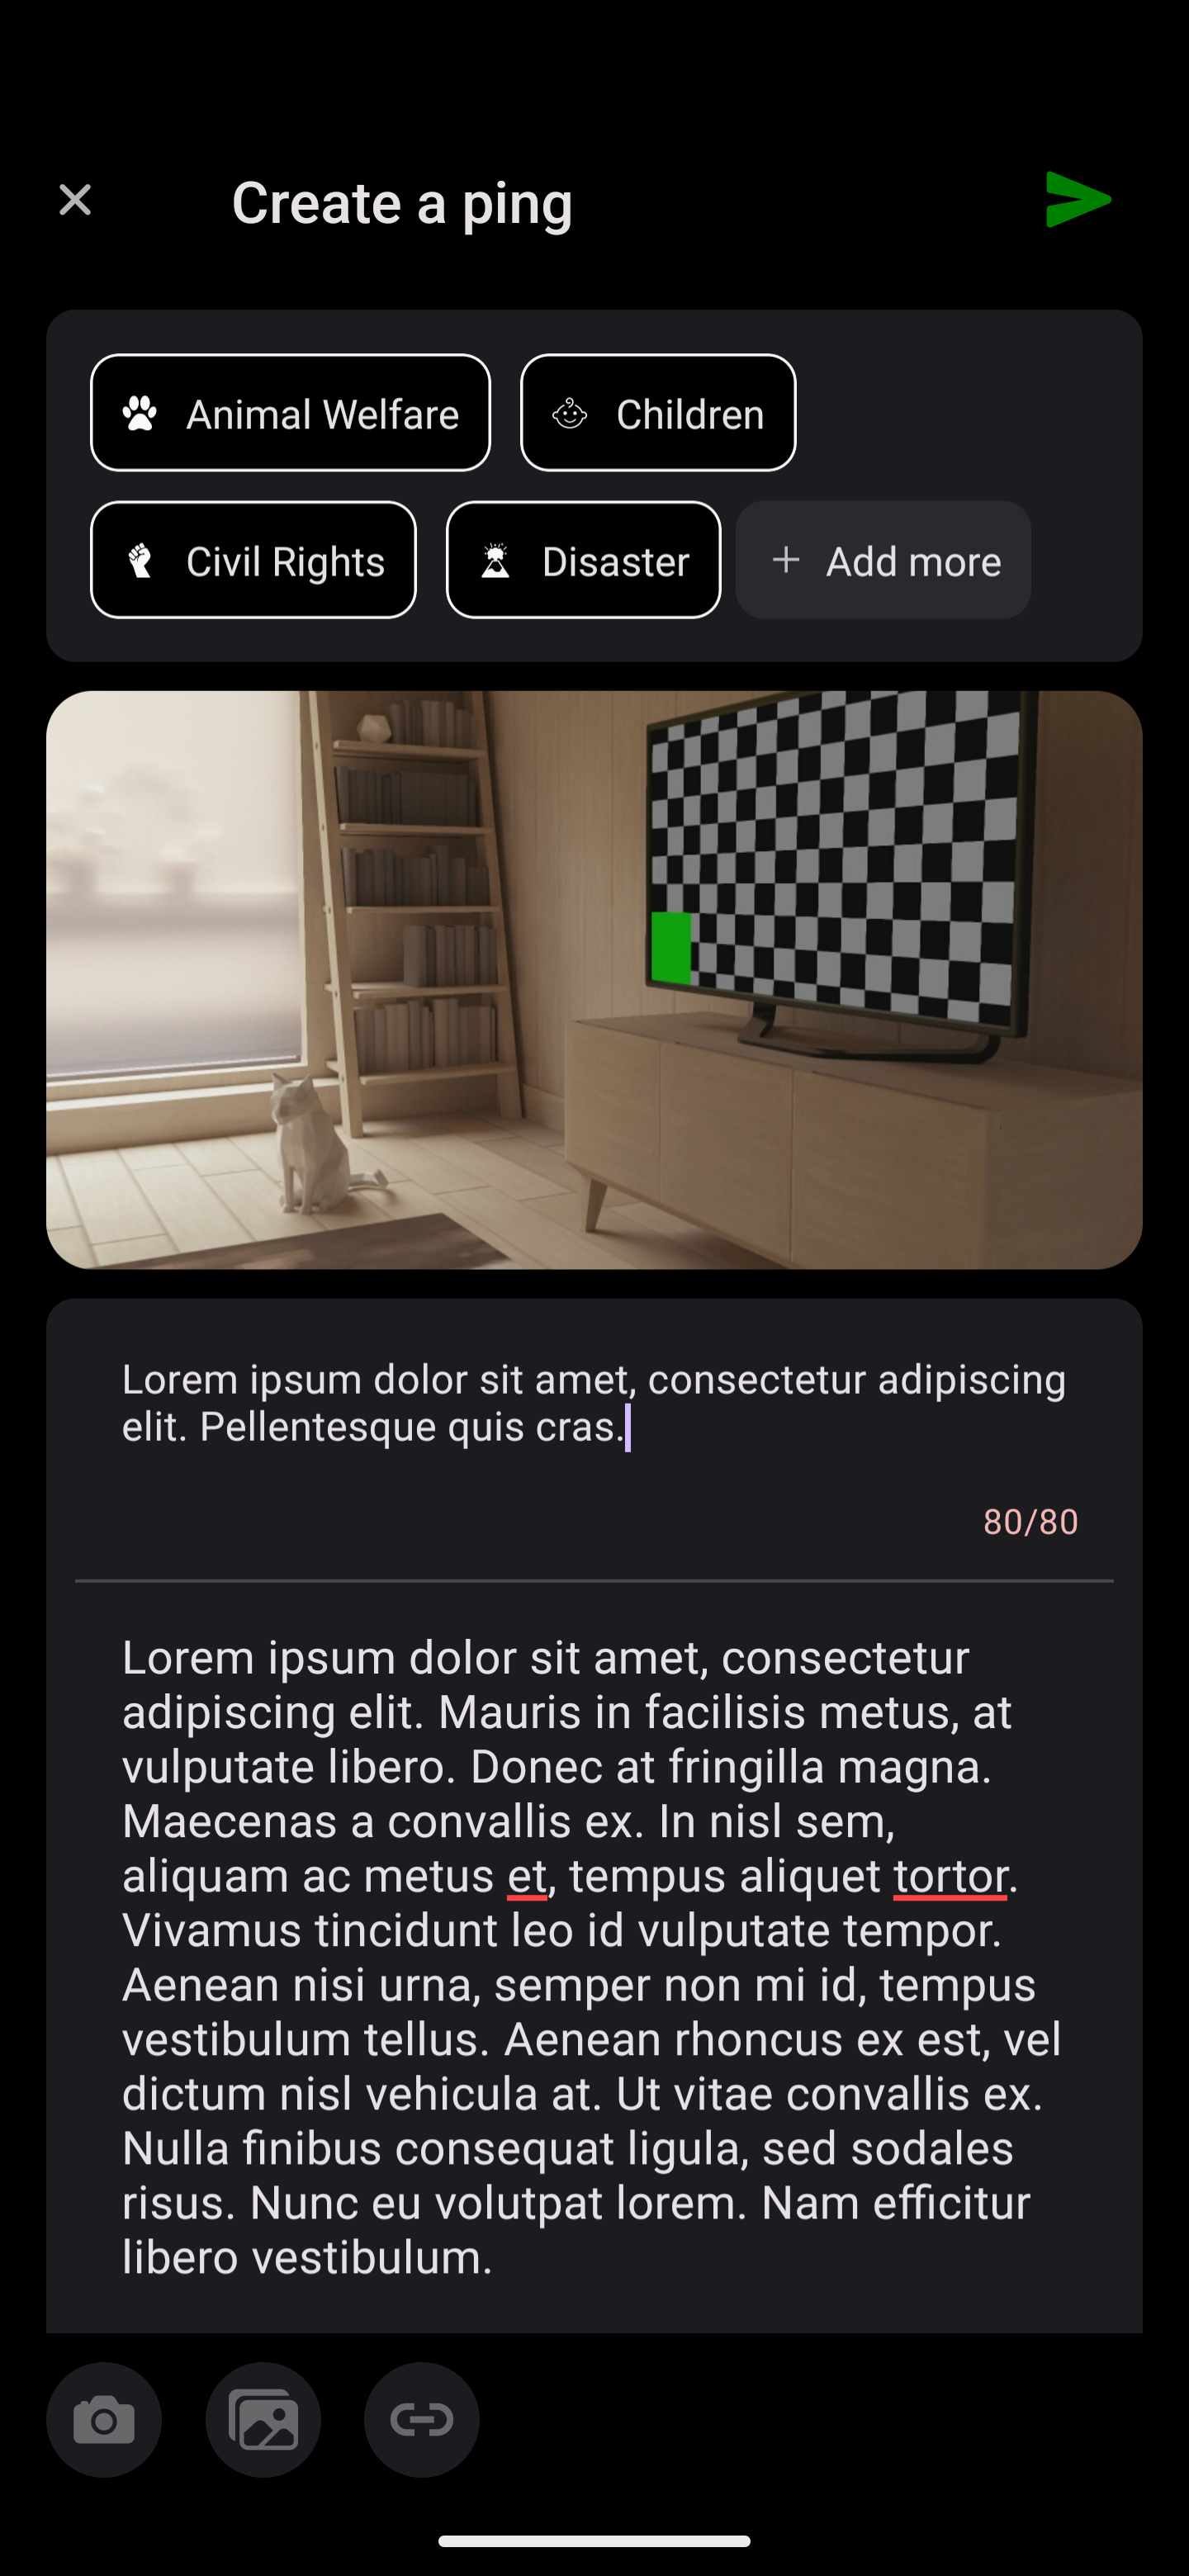 Create a ping
Animal Welfare
Children
Civil Rights
Disaster
+ Add more
Lorem ipsum dolor sit amet, consectetur adipiscing
elit. Pellentesque quis cras.
80/80
Lorem ipsum dolor sit amet, consectetur
adipiscing elit. Mauris in facilisis metus, at
vulputate libero. Donec at fringilla magna.
Maecenas a convallis ex. In nisl sem,
aliquam ac metus et, tempus aliquet tortor.
Vivamus tincidunt leo id vulputate tempor.
Aenean nisi urna, semper non mi id, tempus
vestibulum tellus. Aenean rhoncus ex est, vel
dictum nisl vehicula at. Ut vitae convallis ex.
Nulla finibus consequat ligula, sed sodales
risus. Nunc eu volutpat lorem. Nam efficitur
libero vestibulum.